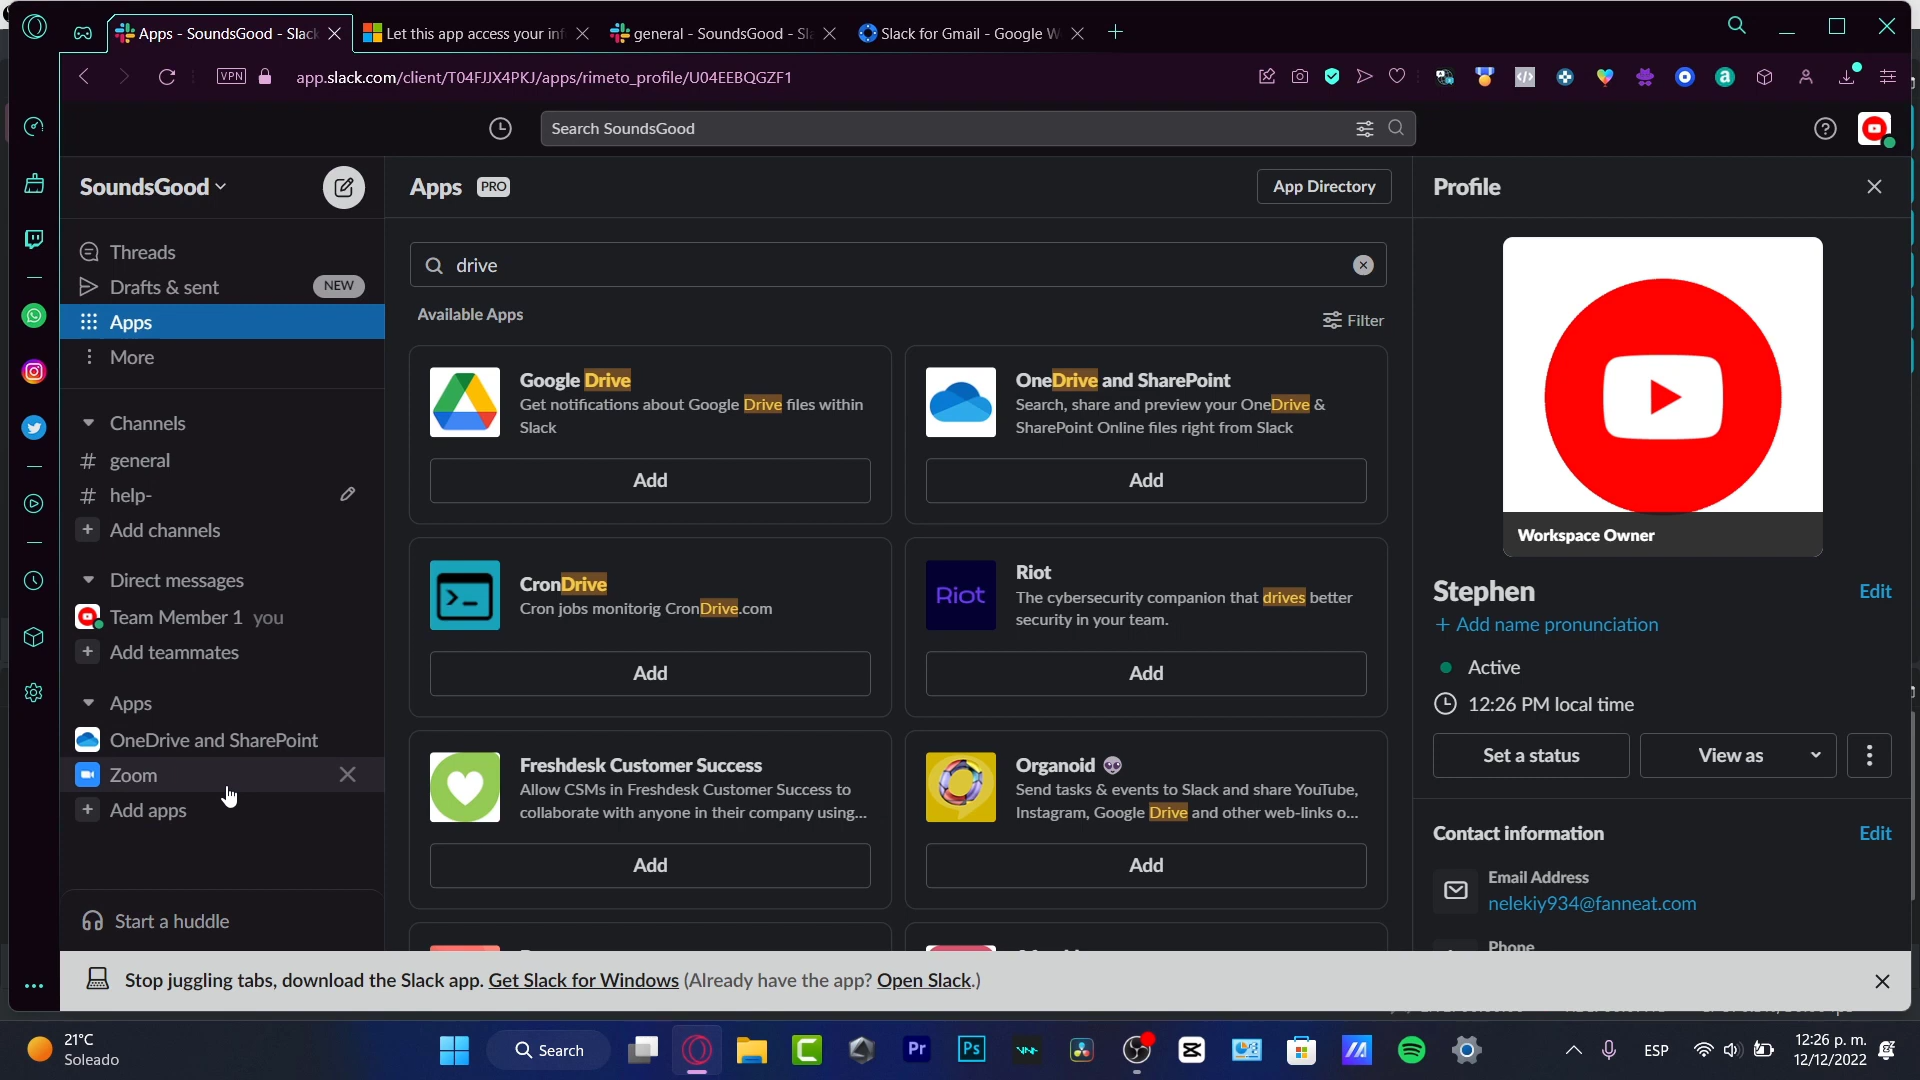 Apps - SoundsGood - Slack
Let this app access your inf
general - SoundsGood - Sla
Slack for Gmail - Google W
VPN
app.slack.com/client/T04FJJX4PKJ/apps/rimeto_profile/U04EEBQGZF1
Search SoundsGood
SoundsGood
Threads
Drafts & sent
NEW
Apps
More
Channels
# general
# help-
+ Add channels
Direct messages
Team Member 1 you
+ Add teammates
Apps
OneDrive and SharePoint
Zoom
+ Add apps
Start a huddle
Apps PRO
App Directory
drive
Available Apps
Filter
Google Drive
Get notifications about Google Drive files within
Slack
Add
OneDrive and SharePoint
Search, share and preview your OneDrive &
SharePoint Online files right from Slack
Add
CronDrive
Cron jobs monitorig CronDrive.com
Add
Riot
Riot
The cybersecurity companion that drives better
security in your team.
Add
Freshdesk Customer Success
Allow CSMs in Freshdesk Customer Success to
collaborate with anyone in their company using...
Add
Organoid
Send tasks & events to Slack and share YouTube,
Instagram, Google Drive and other web-links o...
Add
Profile
Workspace Owner
Stephen
Edit
+ Add name pronunciation
Active
12:26 PM local time
Set a status
View as
Contact information
Edit
Email Address
nelekiy934@fanneat.com
Phone
Stop juggling tabs, download the Slack app. Get Slack for Windows (Already have the app? Open Slack.)
21°C
Soleado
Search
Pr
Ps
ESP
12:26 p. m.
12/12/2022